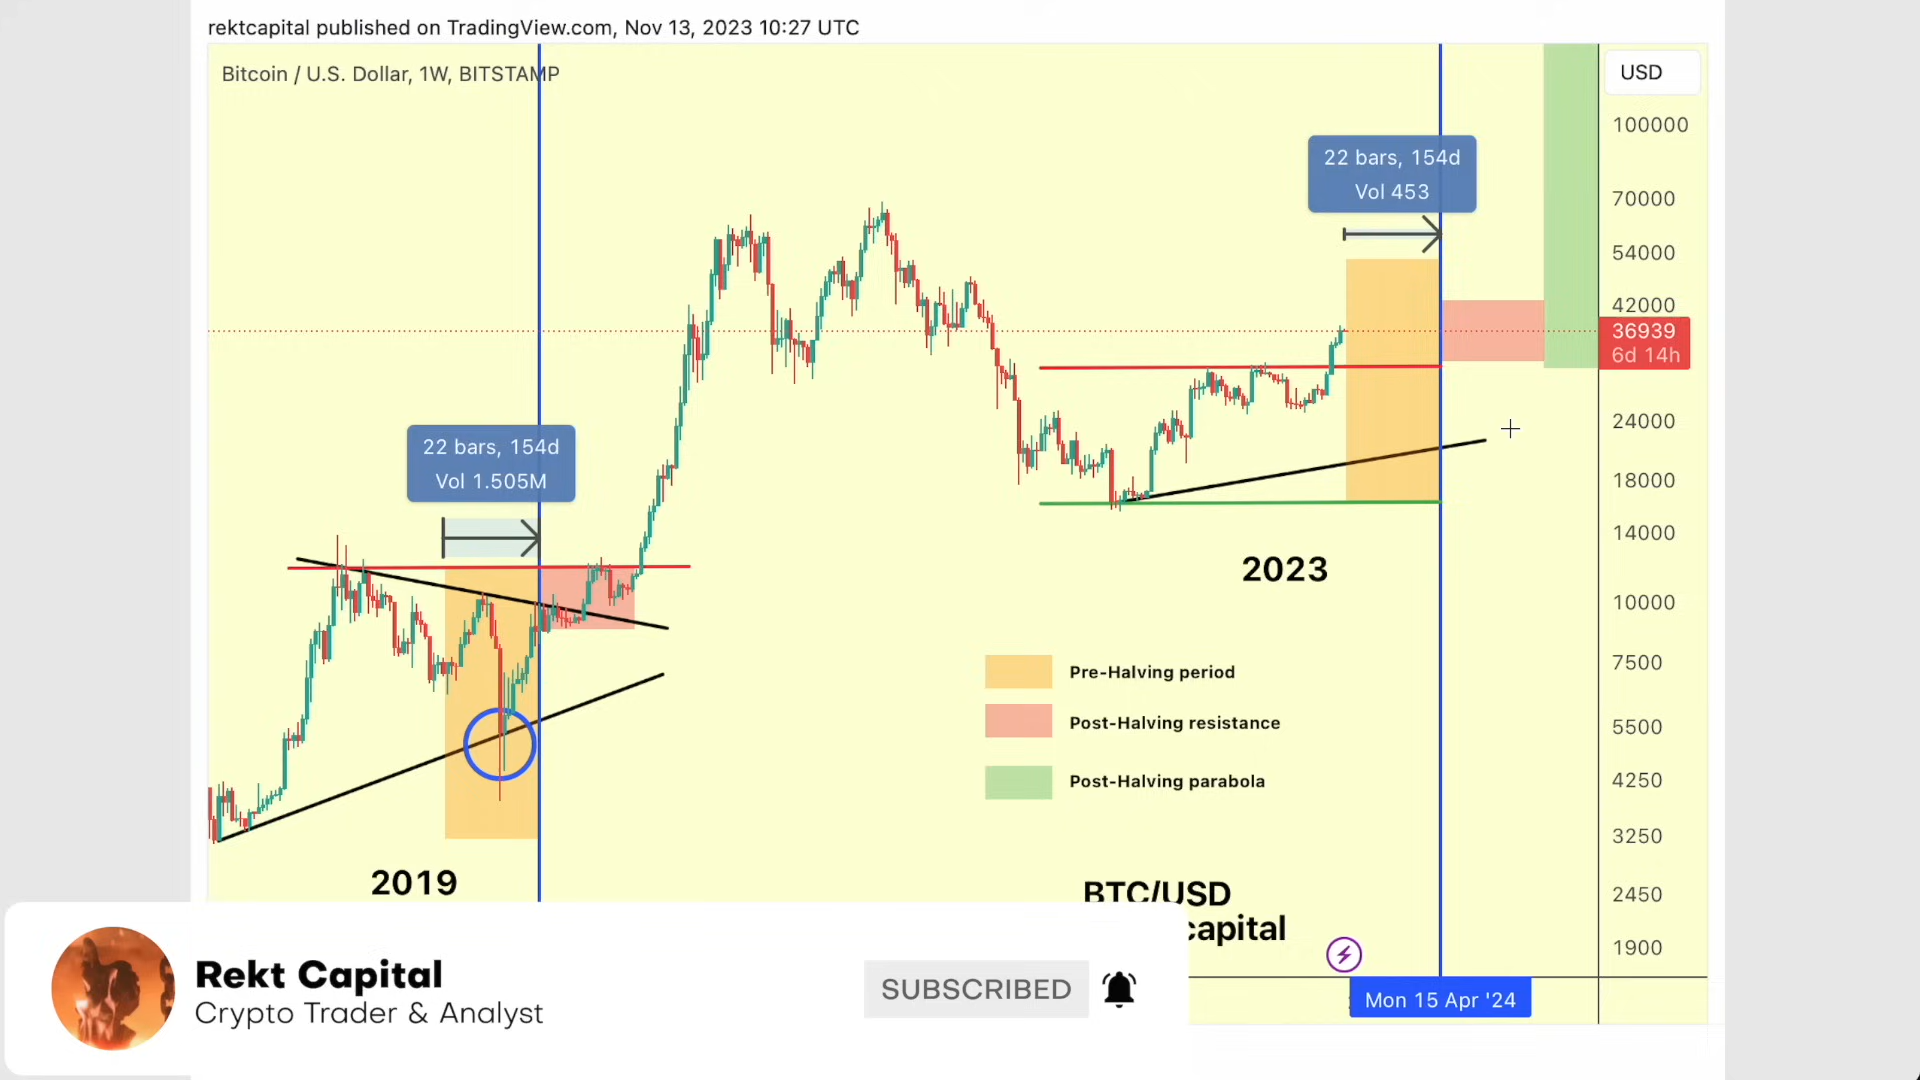 rektcapital published on TradingView.com, Nov 13, 2023 10:27 UTC
Bitcoin / U.S. Dollar, 1W, BITSTAMP
USD
100000
70000
54000
42000
36939
6d 14h
24000
18000
14000
10000
7500
5500
4250
3250
2450
1900
22 bars, 154d
Vol 453
22 bars, 154d
Vol 1.505M
2023
Pre-Halving period
Post-Halving resistance
Post-Halving parabola
2019
BTC/USD
capital
Mon 15 Apr '24
Rekt Capital
Crypto Trader & Analyst
SUBSCRIBED